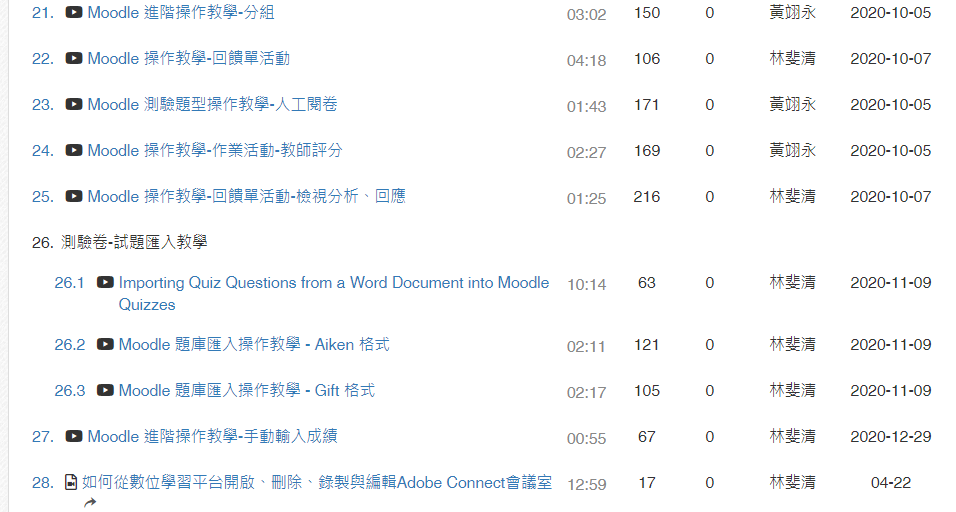 21. Moodle 進階操作教學-分組 03:02 150 0 黃翊永 2020-10-05
22. Moodle 操作教學-回饋單活動 04:18 106 0 林斐清 2020-10-07
23. Moodle 測驗題型操作教學-人工閱卷 01:43 171 0 黃翊永 2020-10-05
24. Moodle 操作教學-作業活動-教師評分 02:27 169 0 黃翊永 2020-10-05
25. Moodle 操作教學-回饋單活動-檢視分析、回應 01:25 216 0 林斐清 2020-10-07
26. 測驗卷-試題匯入教學
26.1 Importing Quiz Questions from a Word Document into Moodle 10:14 63 0 林斐清 2020-11-09
Quizzes
26.2 Moodle 題庫匯入操作教學 - Aiken 格式 02:11 121 0 林斐清 2020-11-09
26.3 Moodle 題庫匯入操作教學 - Gift 格式 02:17 105 0 林斐清 2020-11-09
27. Moodle 進階操作教學-手動輸入成績 00:55 67 0 林斐清 2020-12-29
28. 如何從數位學習平台開啟、刪除、錄製與編輯Adobe Connect會議室 12:59 17 0 林斐清 04-22